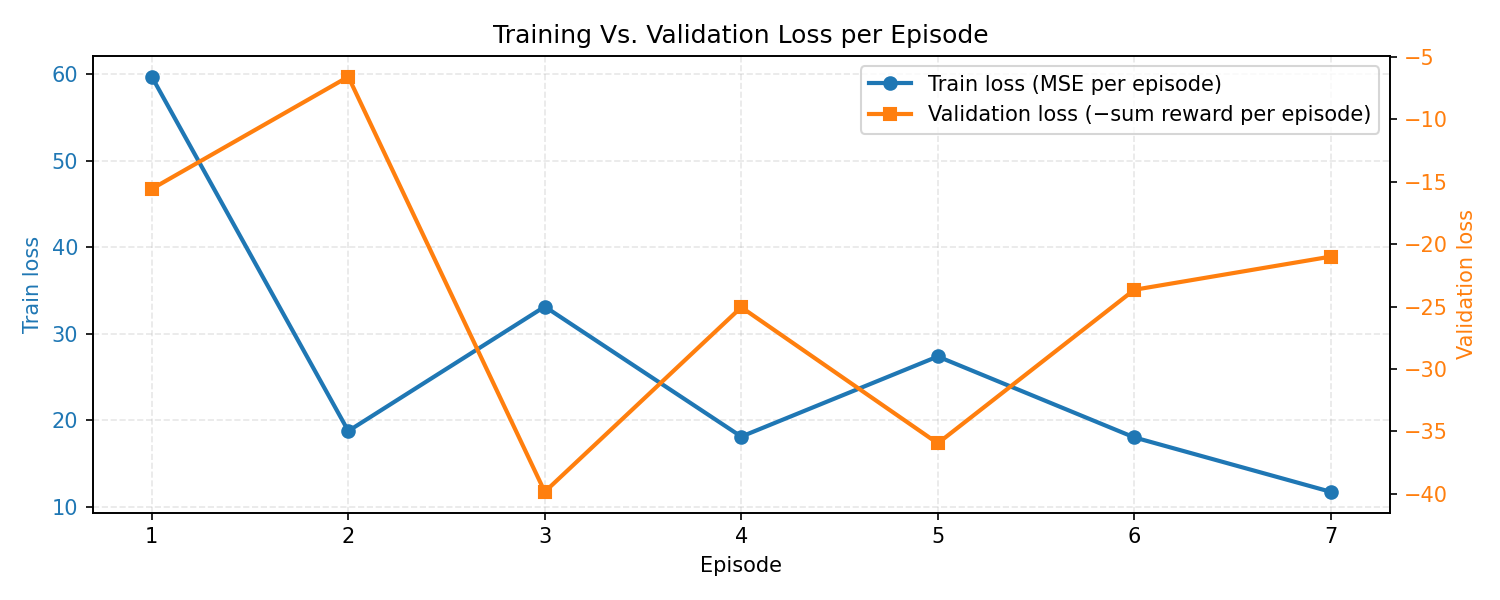 Training Vs. Validation Loss per Episode
Train loss (MSE per episode)
Validation loss (−sum reward per episode)
Train loss
60
50
40
30
20
10
−5
−10
−15
−20
−25
−30
−35
−40
Validation loss
1 2 3 4 5 6 7
Episode